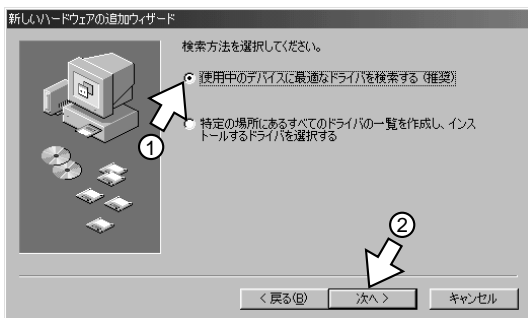 新しいハードウェアの追加ウィザード
検索方法を選択してください。
使用中のデバイスに最適なドライバを検索する (推奨)
①
特定の場所にあるすべてのドライバの一覧を作成し、インス
トールするドライバを選択する
②
< 戻る(B)
次へ >
キャンセル